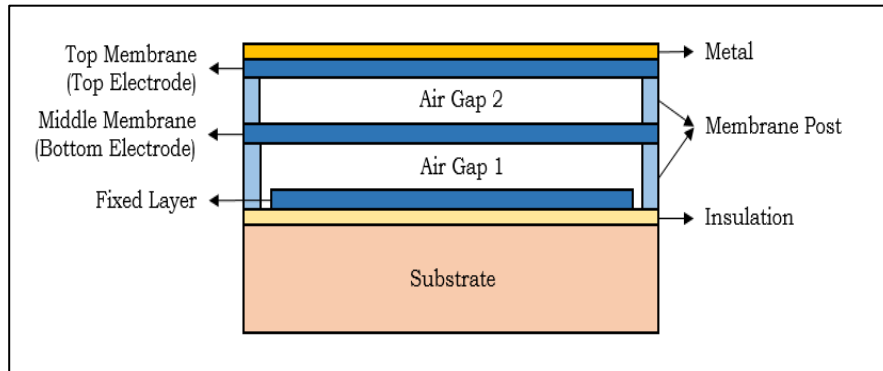 Top Membrane
(Top Electrode)
Metal
Air Gap 2
Middle Membrane
(Bottom Electrode)
Membrane Post
Air Gap 1
Fixed Layer
Insulation
Substrate